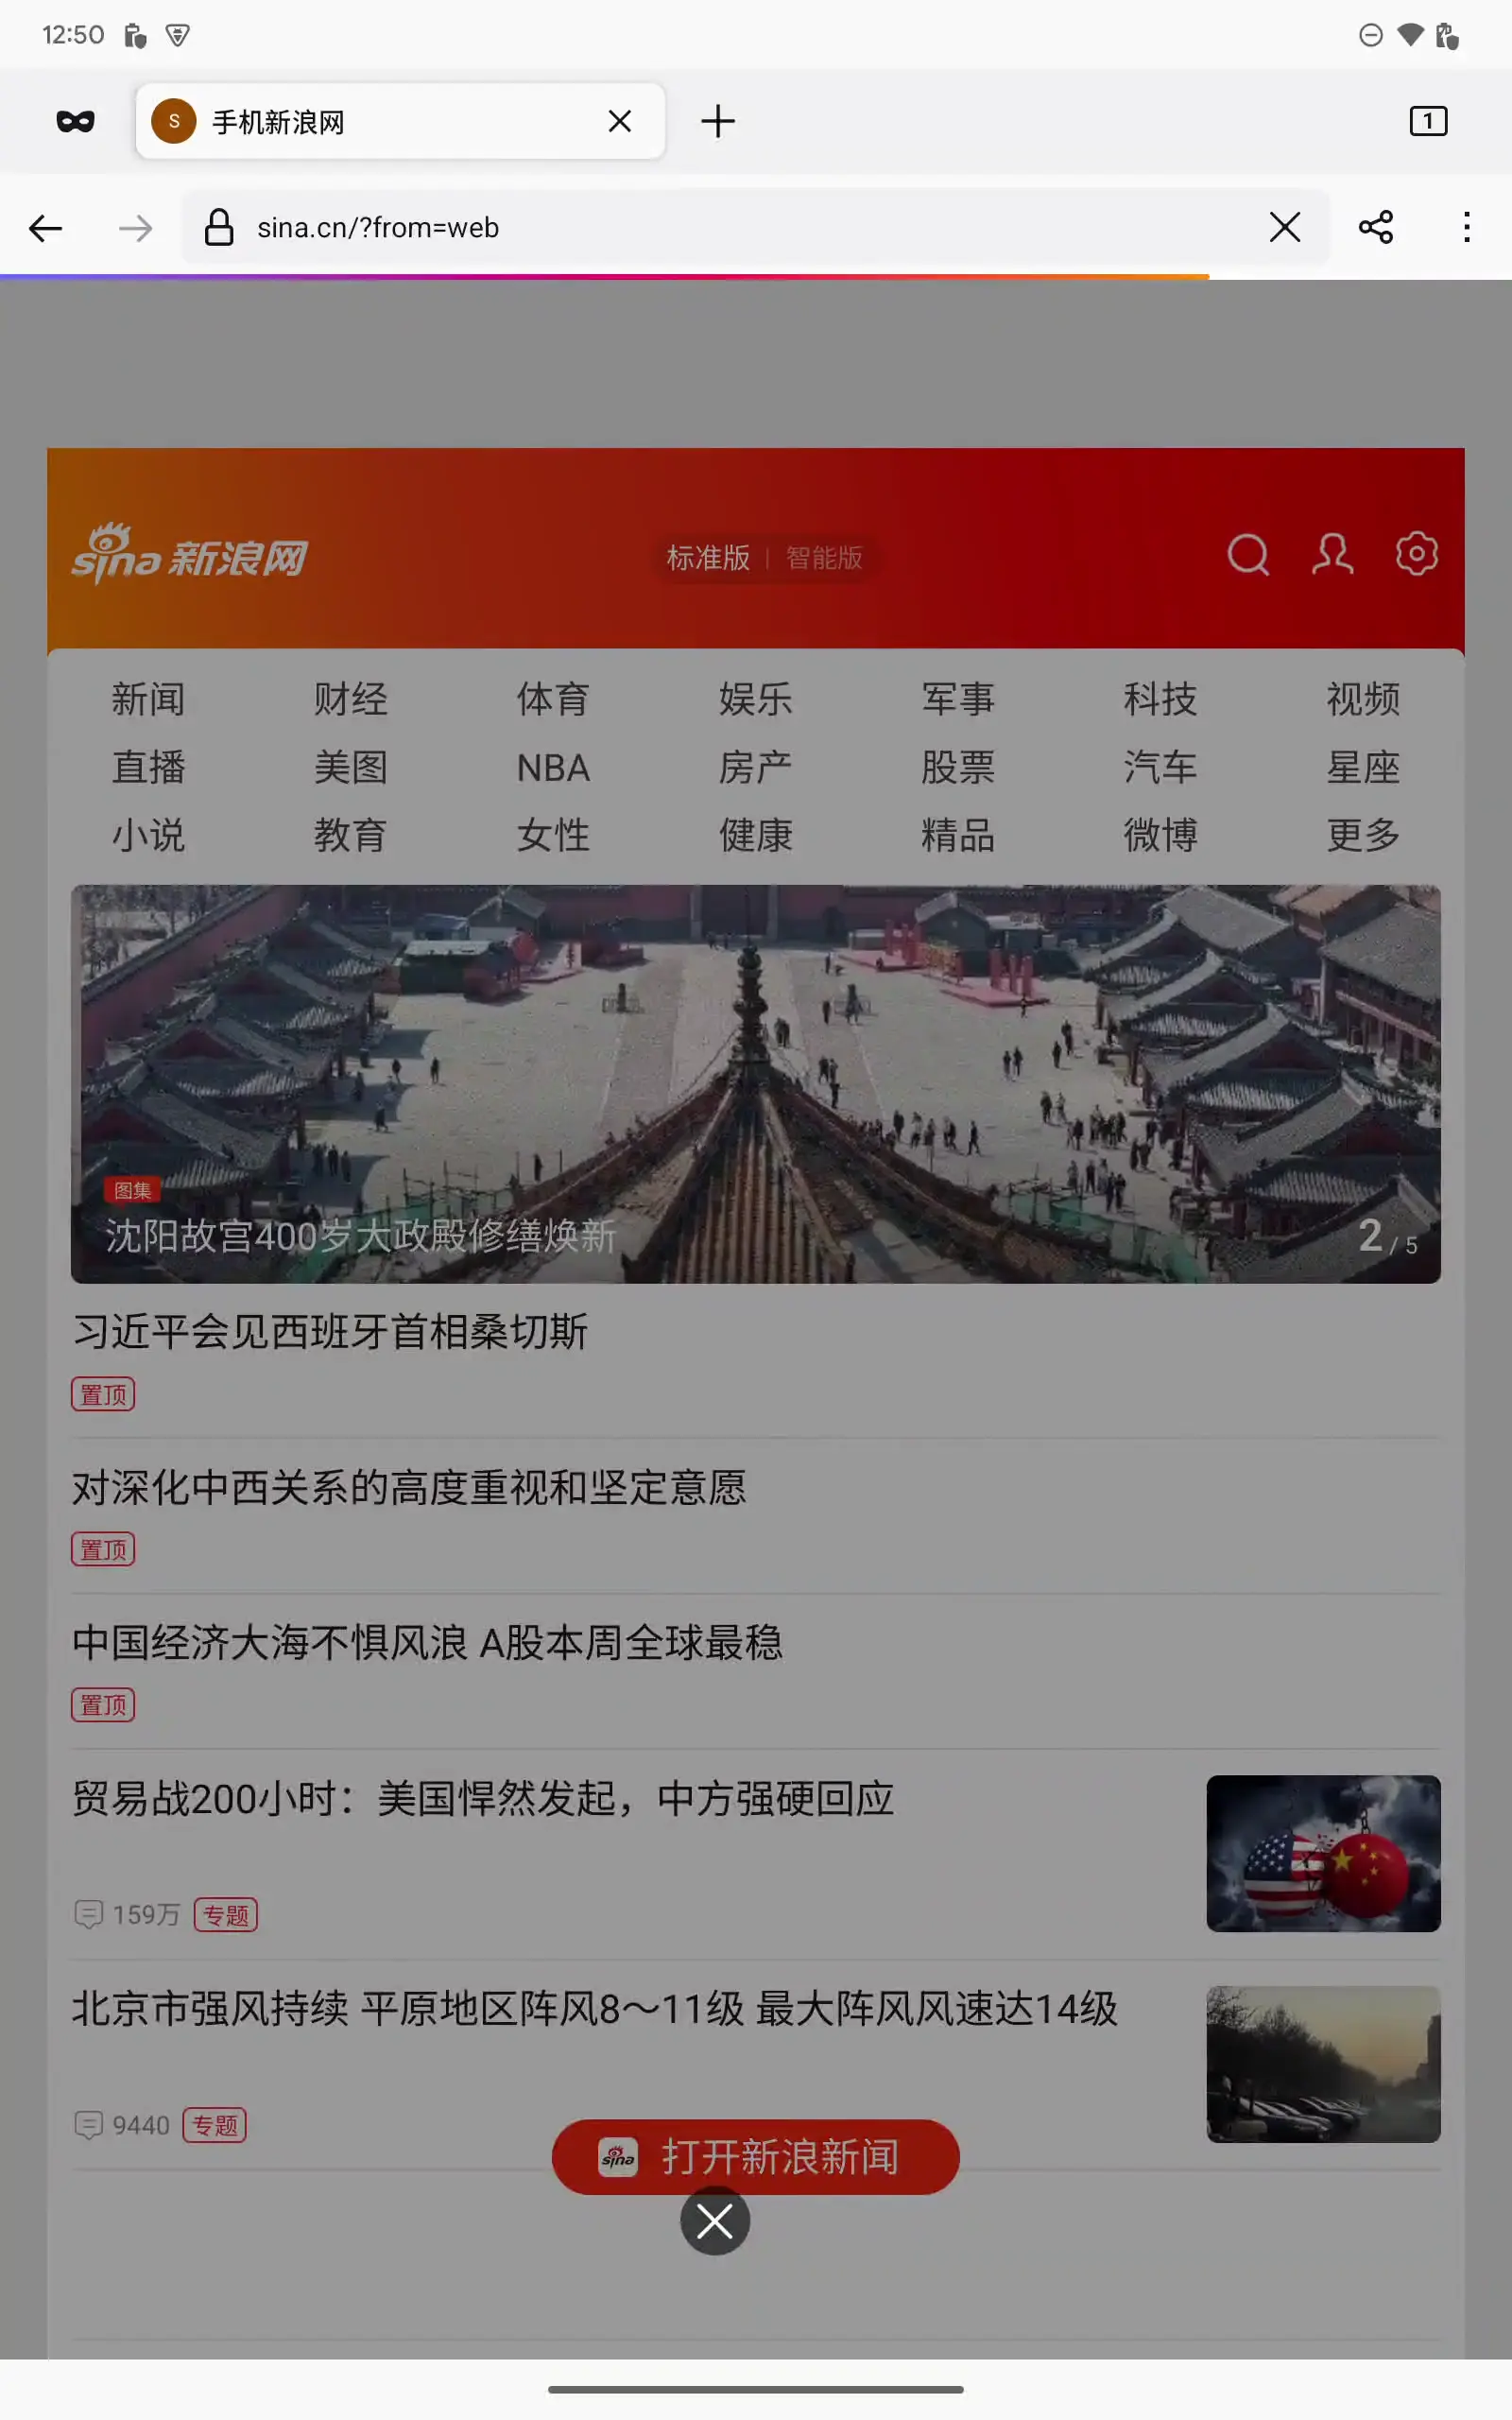 12:50
S 手机新浪网 1
sina.cn/?from=web
sina 新浪网 标准版 | 智能版
新闻 财经 体育 娱乐 军事 科技 视频
直播 美图 NBA 房产 股票 汽车 星座
小说 教育 女性 健康 精品 微博 更多
图集
沈阳故宫400岁大政殿修缮焕新 2 / 5
习近平会见西班牙首相桑切斯
置顶
对深化中西关系的高度重视和坚定意愿
置顶
中国经济大海不惧风浪 A股本周全球最稳
置顶
贸易战200小时：美国悍然发起，中方强硬回应
159万 专题
北京市强风持续 平原地区阵风8～11级 最大阵风风速达14级
9440 专题
sina 打开新浪新闻